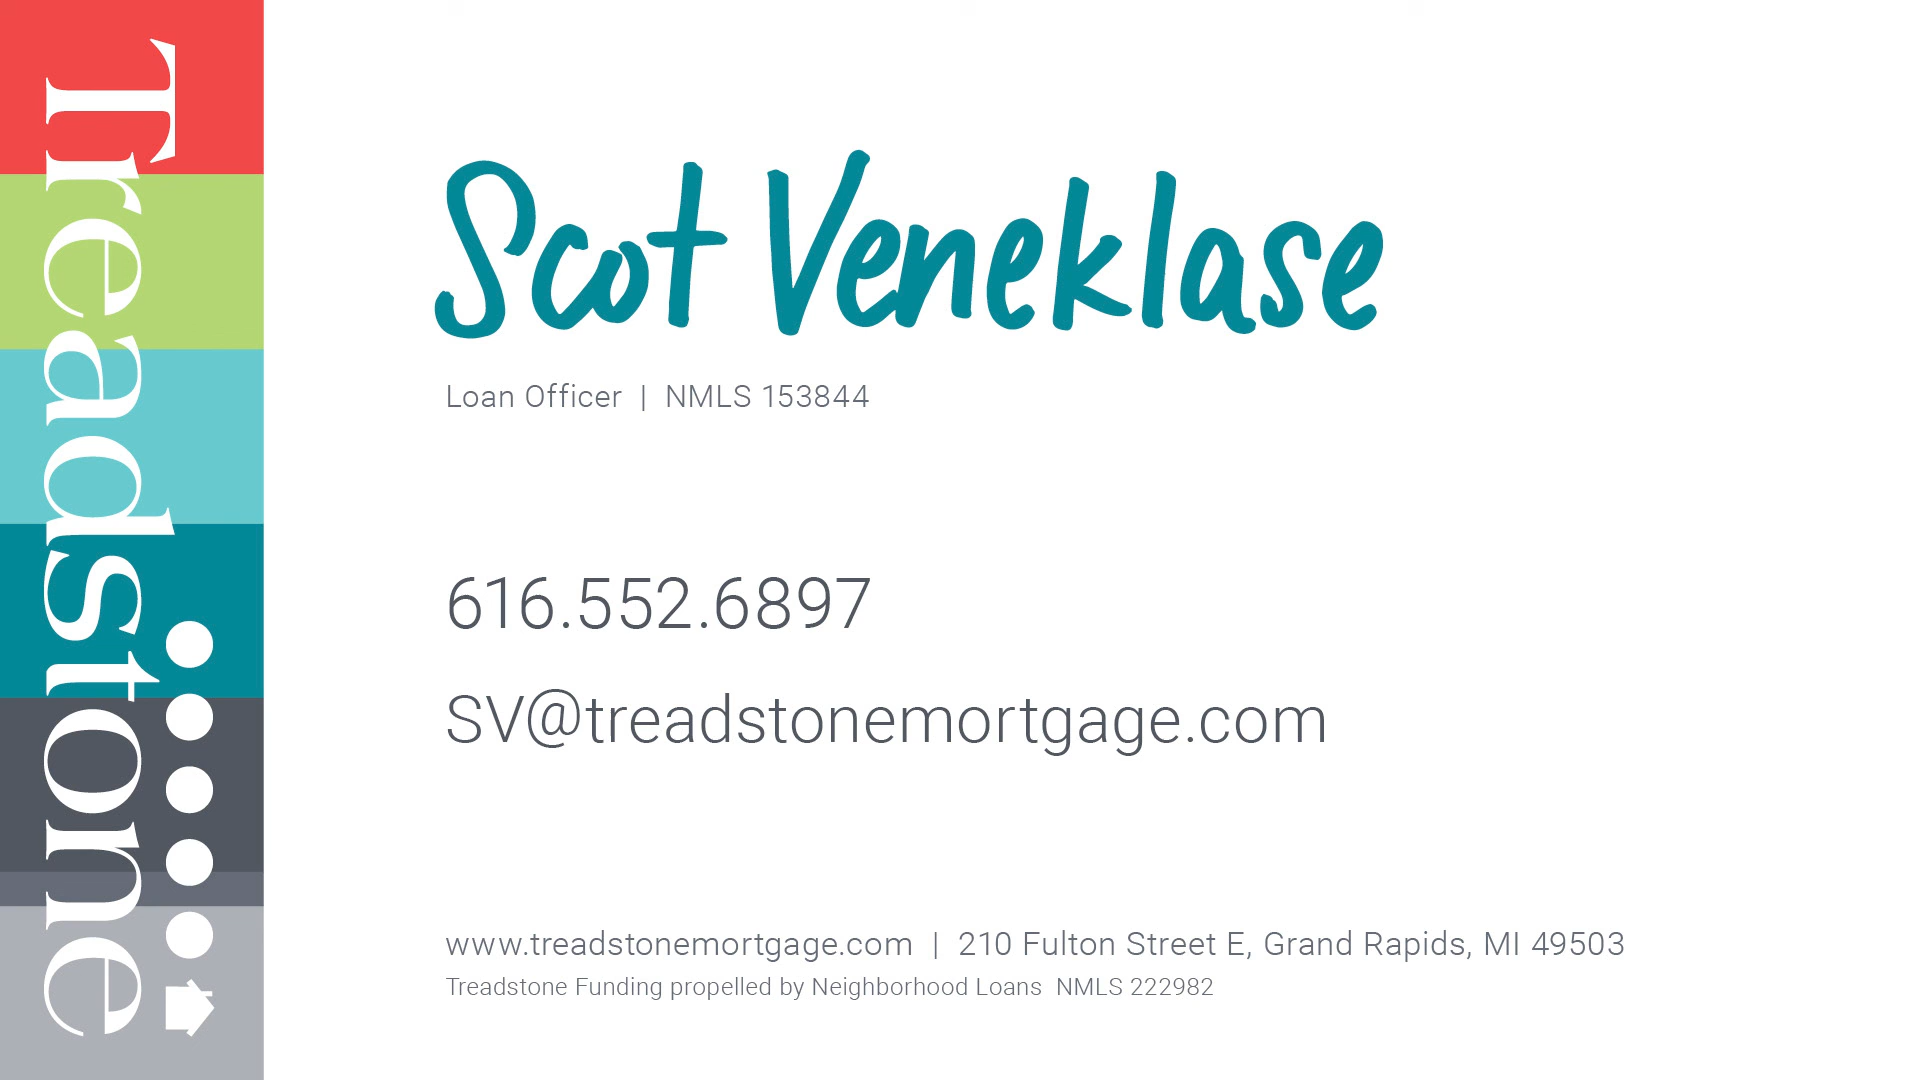 Treadstone
Scot Veneklase
Loan Officer | NMLS 153844
616.552.6897
SV@treadstonemortgage.com
www.treadstonemortgage.com | 210 Fulton Street E, Grand Rapids, MI 49503
Treadstone Funding propelled by Neighborhood Loans NMLS 222982